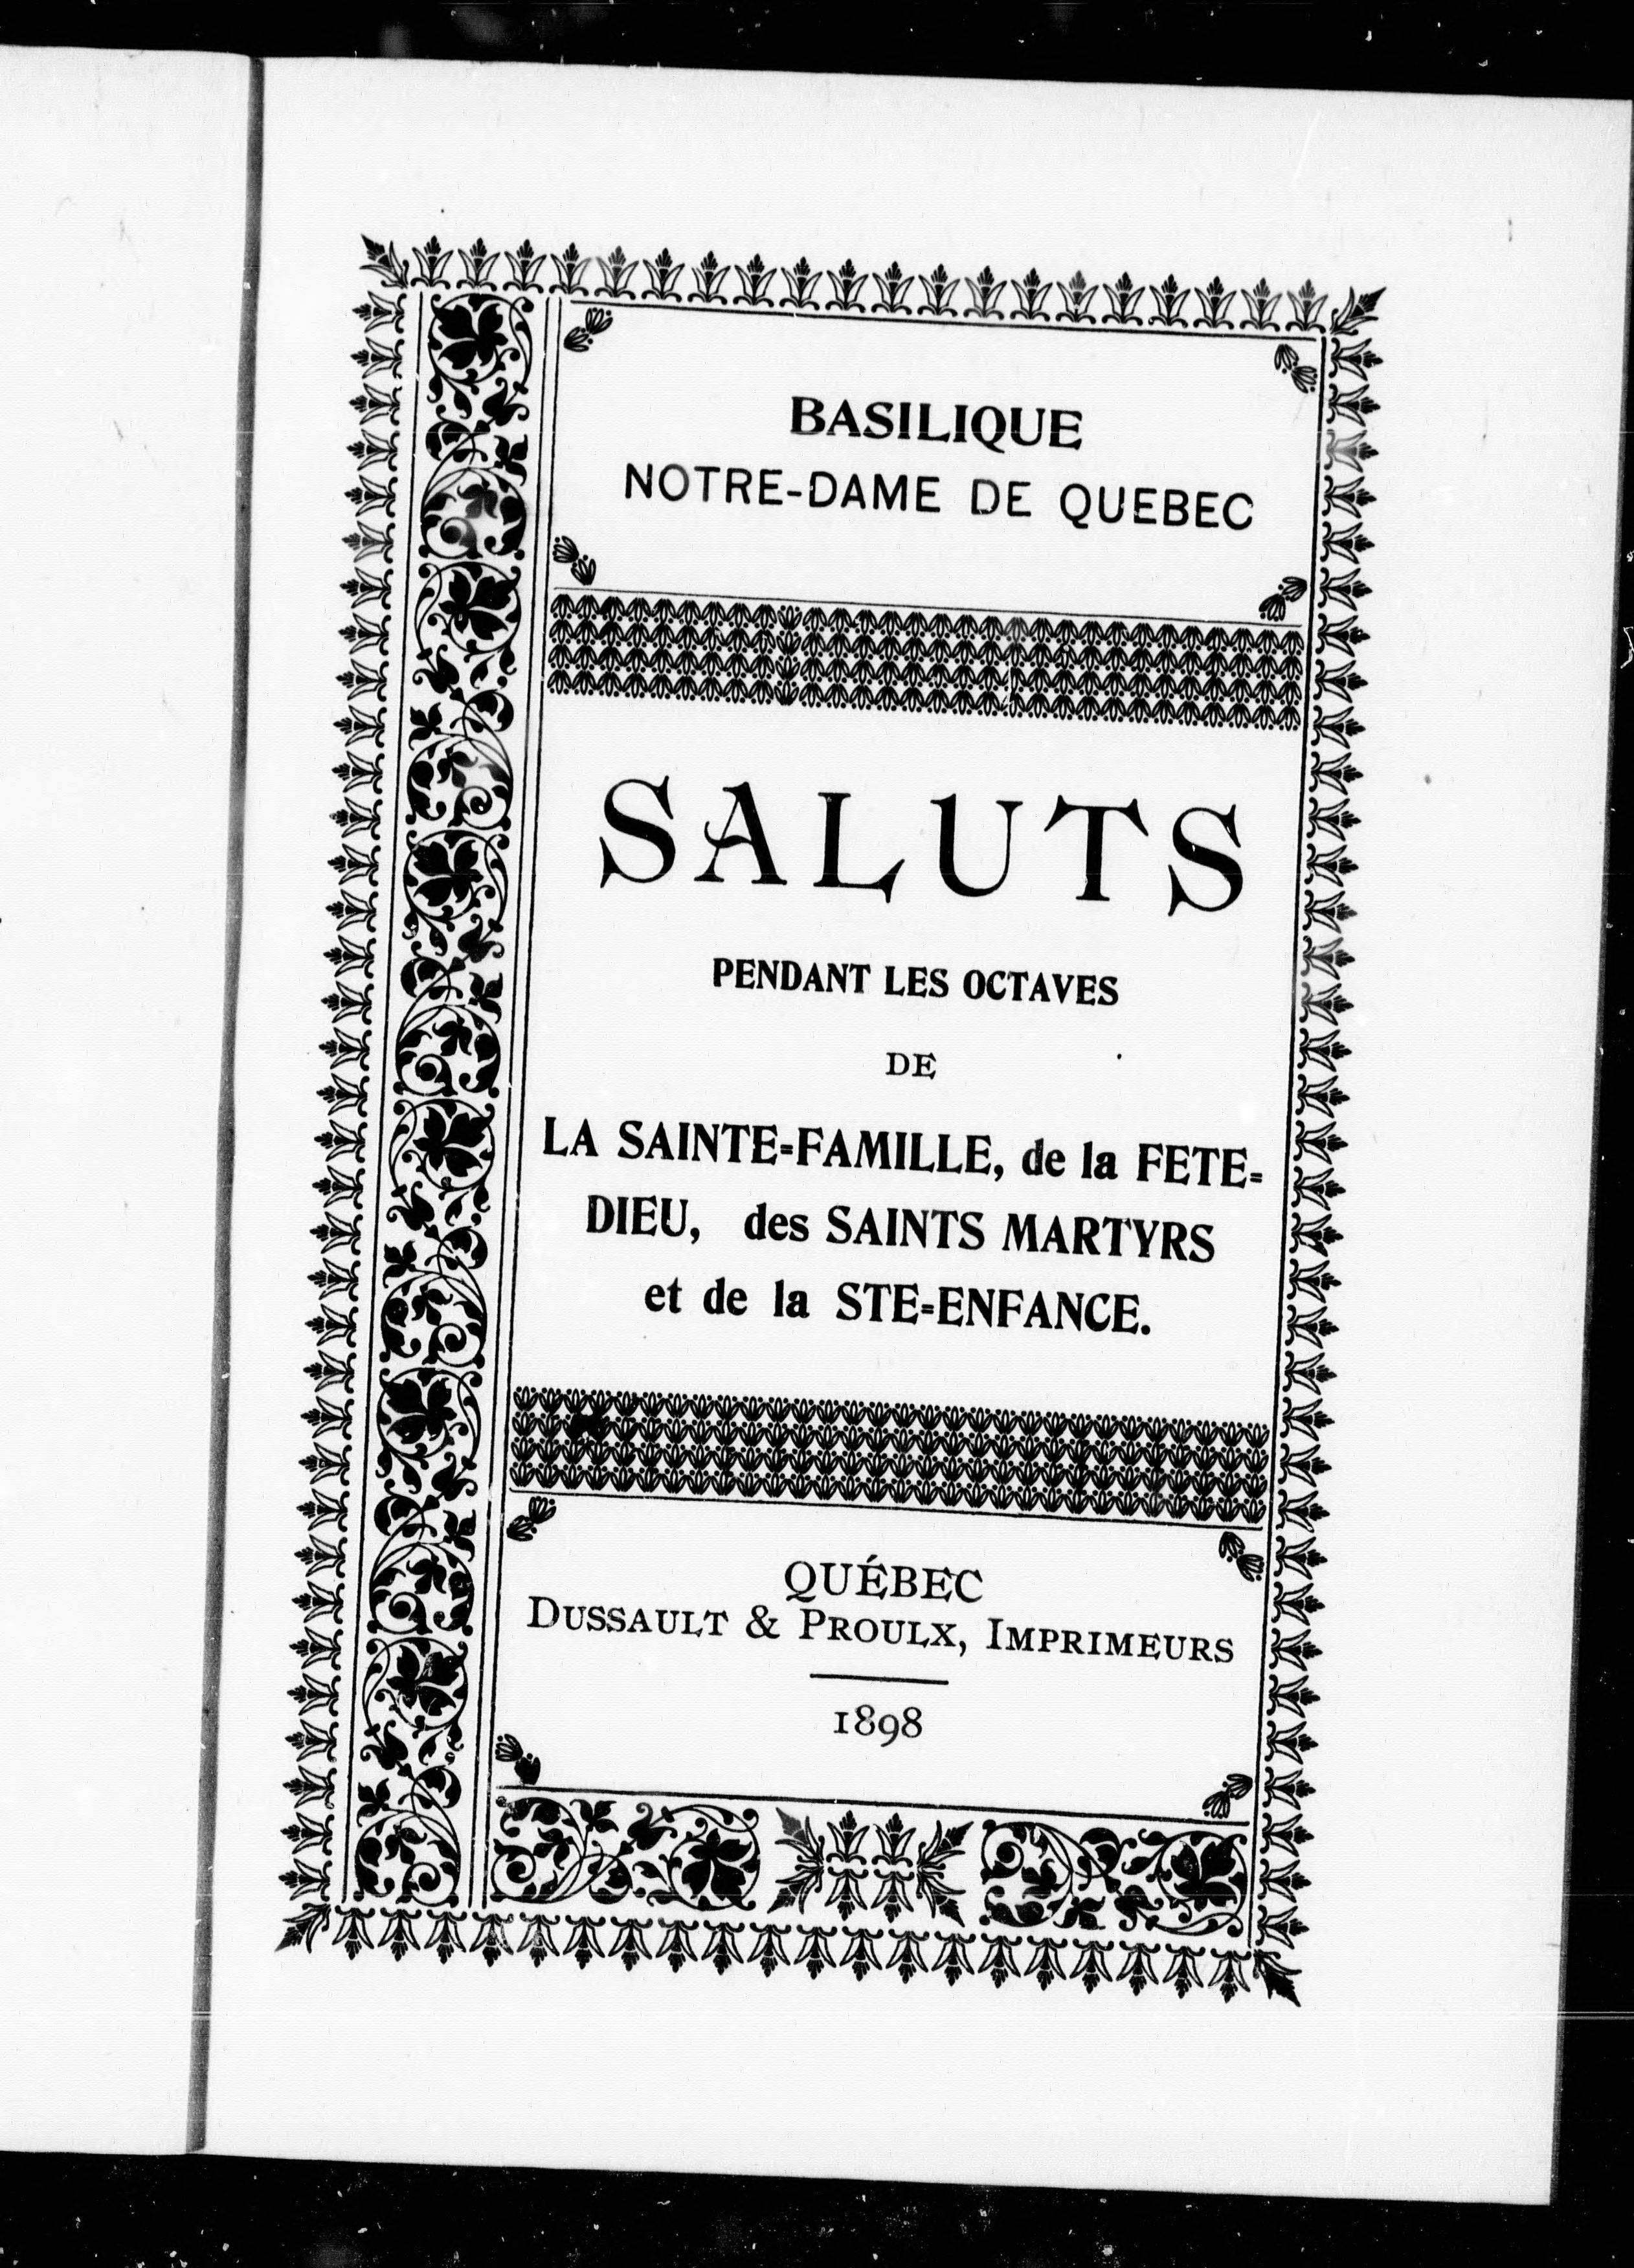 BASILIQUE
NOTRE-DAME DE QUEBEC
SALUTS
PENDANT LES OCTAVES
DE
LA SAINTE-FAMILLE, de la FETE-
DIEU, des SAINTS MARTYRS
et de la STE-ENFANCE.
QUÉBEC
DUSSAULT & PROULX, IMPRIMEURS
1898